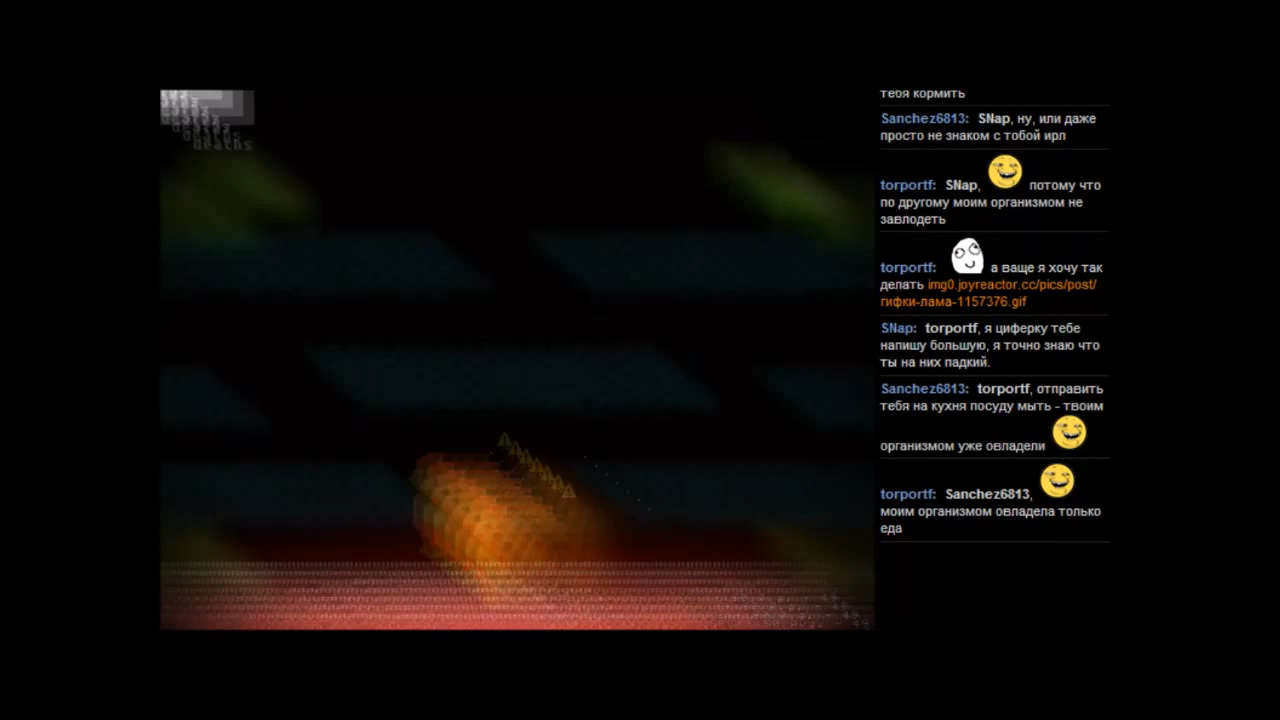 deaths
тебя кормить
Sanchez6813: SNap, ну, или даже
просто не знаком с тобой ирл
torportf: SNap, потому что
по другому моим организмом не
завлодеть
torportf: а ваще я хочу так
делать img0.joyreactor.cc/pics/post/
гифки-лама-1157376.gif
SNap: torportf, я циферку тебе
напишу большую, я точно знаю что
ты на них падкий.
Sanchez6813: torportf, отправить
тебя на кухня посуду мыть - твоим
организмом уже овладели
torportf: Sanchez6813,
моим организмом овладела только
еда